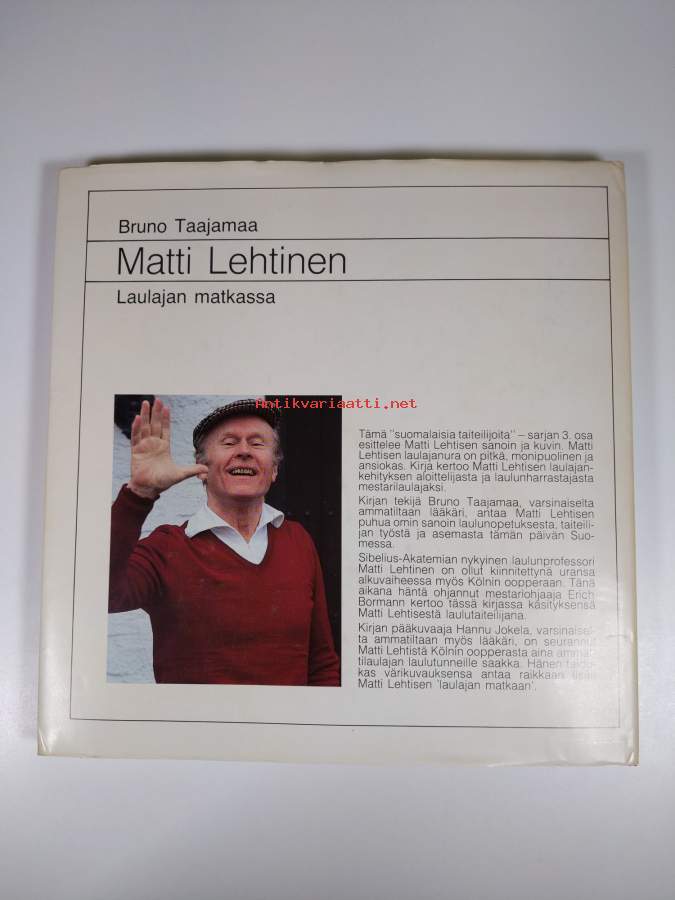 Bruno Taajamaa
Matti Lehtinen
Laulajan matkassa
Antikvariaatti.net
Tämä "suomalaisia taiteilijoita" – sarjan 3. osa
esittelee Matti Lehtisen sanoin ja kuvin. Matti
Lehtisen laulajanura on pitkä, monipuolinen ja
ansiokas. Kirja kertoo Matti Lehtisen laulajan-
kehityksen aloittelijasta ja laulunharrastajasta
mestarilaulajaksi.
Kirjan tekijä Bruno Taajamaa, varsinaiselta
ammatiltaan lääkäri, antaa Matti Lehtisen
puhua omin sanoin laulunopetuksesta, taiteili-
jan työstä ja asemasta tämän päivän Suo-
messa.
Sibelius-Akatemian nykyinen laulunprofessori
Matti Lehtinen on ollut kiinnitettynä uransa
alkuvaiheessa myös Kölnin oopperaan. Tänä
aikana häntä ohjannut mestariohjaaja Erich
Bormann kertoo tässä kirjassa käsityksensä
Matti Lehtisestä laulutaiteilijana.
Kirjan pääkuvaaja Hannu Jokela, varsinaisel-
ta ammatiltaan myös lääkäri, on seurannut
Matti Lehtistä Kölnin oopperasta aina ammat-
tilaulajan laulutunneille saakka. Hänen taidо-
kas värikuvauksensa antaa raikkaan lisän
Matti Lehtisen 'laulajan matkaan'.